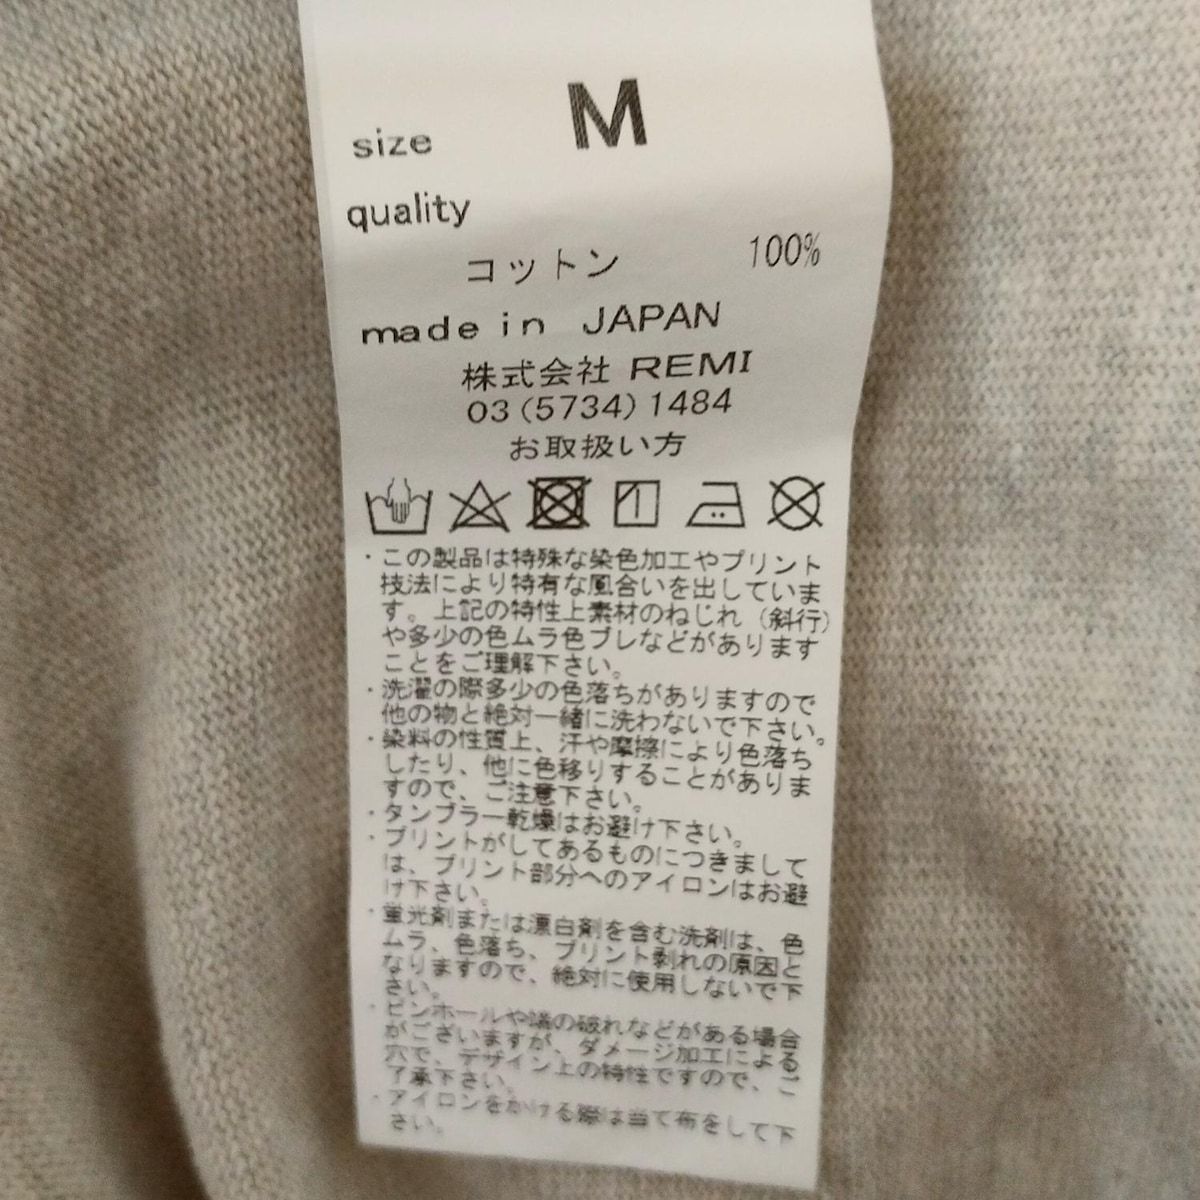 size M
quality
コットン 100%
made in JAPAN
株式会社 REMI
03(5734)1484
お取扱い方
・この製品は特殊な染色加工やプリント
技法により特有な風合いを出していま
す。上記の特性上素材のねじれ（斜行）
や多少の色ムラ色ブレなどがあります
ことをご理解下さい。
・洗濯の際多少の色落ちがありますので
他の物と絶対一緒に洗わないで下さい。
・染料の性質上、汗や摩擦により色落ち
したり、他に色移りすることがありま
すので、ご注意下さい。
・タンブラー乾燥はお避け下さい。
・プリントがしてあるものにつきまして
は、プリント部分へのアイロンはお避
け下さい。
・蛍光剤または漂白剤を含む洗剤は、色
ムラ、色落ち、プリント剥れの原因と
なりますので、絶対に使用しないで下
さい。
・ピンホールや端の破れなどがある場合
がございますが、ダメージ加工による
穴で、デザイン上の特性ですので、ご
了承下さい。
・アイロンをかける際は当て布をして下
さい。